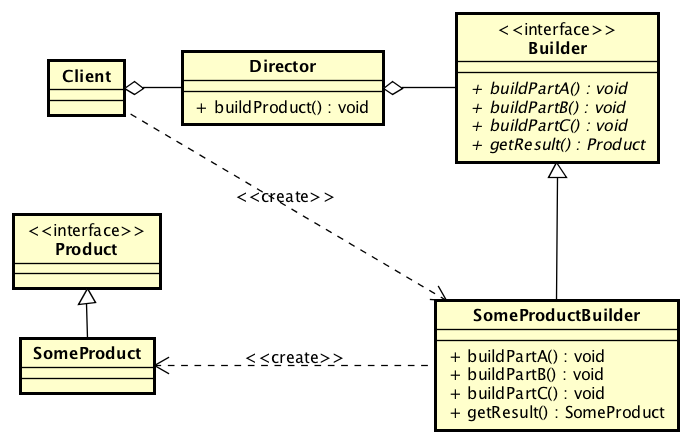 Client
Director
+ buildProduct() : void
<<interface>>
Builder
+ buildPartA() : void
+ buildPartB() : void
+ buildPartC() : void
+ getResult() : Product
<<create>>
<<interface>>
Product
SomeProduct
<<create>>
SomeProductBuilder
+ buildPartA() : void
+ buildPartB() : void
+ buildPartC() : void
+ getResult() : SomeProduct